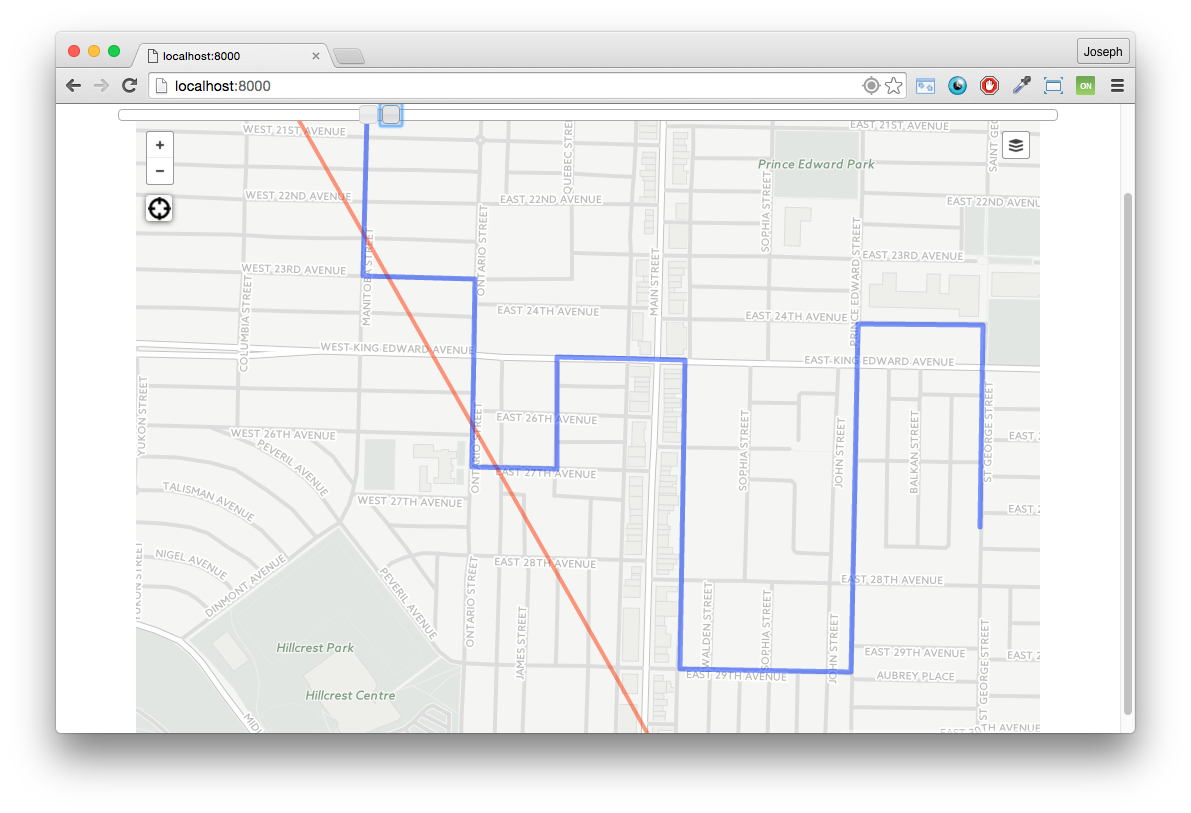 localhost:8000
Joseph
localhost:8000
ON
+
−
WEST 21ST AVENUE
EAST 21ST AVENUE
QUEBEC STREET
Prince Edward Park
WEST 22ND AVENUE
EAST 22ND AVENUE
EAST 22ND AVENU
SOPHIA STREET
ONTARIO STREET
MANITOBA STREET
MAIN STREET
PRINCE EDWARD STREET
WEST 23RD AVENUE
EAST 23RD AVENUE
COLUMBIA STREET
EAST 24TH AVENUE
EAST 24TH AVENUE
WEST KING EDWARD AVENUE
EAST KING EDWARD AVENUE
YUKON STREET
ONTARIO STREET
EAST 26TH AVENUE
WEST 26TH AVENUE
SOPHIA STREET
JOHN STREET
BALKAN STREET
ST GEORGE STREET
EAST 2
PEVERIL AVENUE
EAST 27TH AVENUE
TALISMAN AVENUE
WEST 27TH AVENUE
EAST 2
NIGEL AVENUE
DINMONT AVENUE
EAST 28TH AVENUE
EAST 28TH AVENUE
YUKON STREET
PEVERIL AVENUE
ONTARIO STREET
JAMES STREET
WALDEN STREET
SOPHIA STREET
JOHN STREET
ST GEORGE STREET
Hillcrest Park
EAST 29TH AVENUE
EAST 2
EAST 29TH AVENUE
AUBREY PLACE
Hillcrest Centre
MIDL
EAST 30TH AVENUE